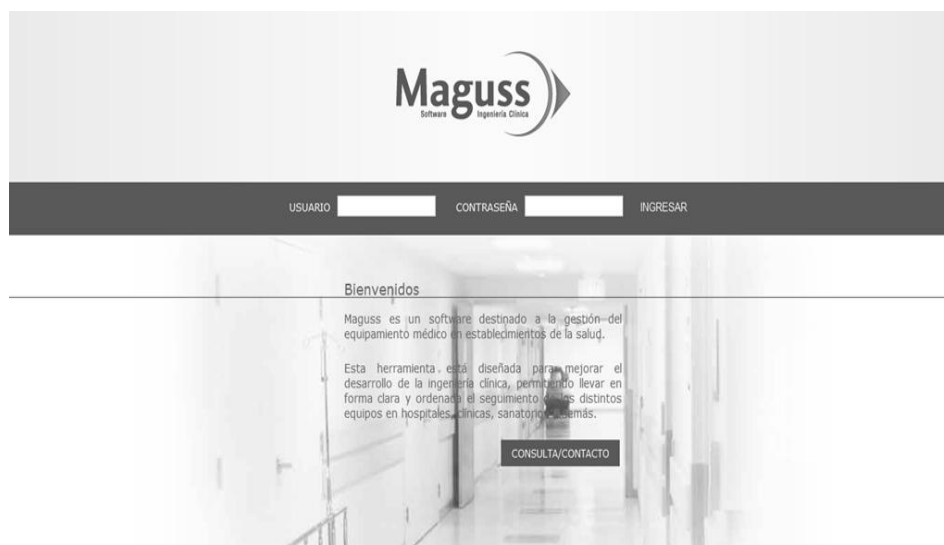 Maguss
Software Ingeniería Clínica
USUARIO CONTRASEÑA INGRESAR
Bienvenidos
Maguss es un software destinado a la gestión del
equipamiento médico en establecimientos de la salud.
Esta herramienta está diseñada para mejorar el
desarrollo de la ingeniería clínica, permitiendo llevar en
forma clara y ordenada el seguimiento de los distintos
equipos en hospitales, clínicas, sanatorios
CONSULTA/CONTACTO